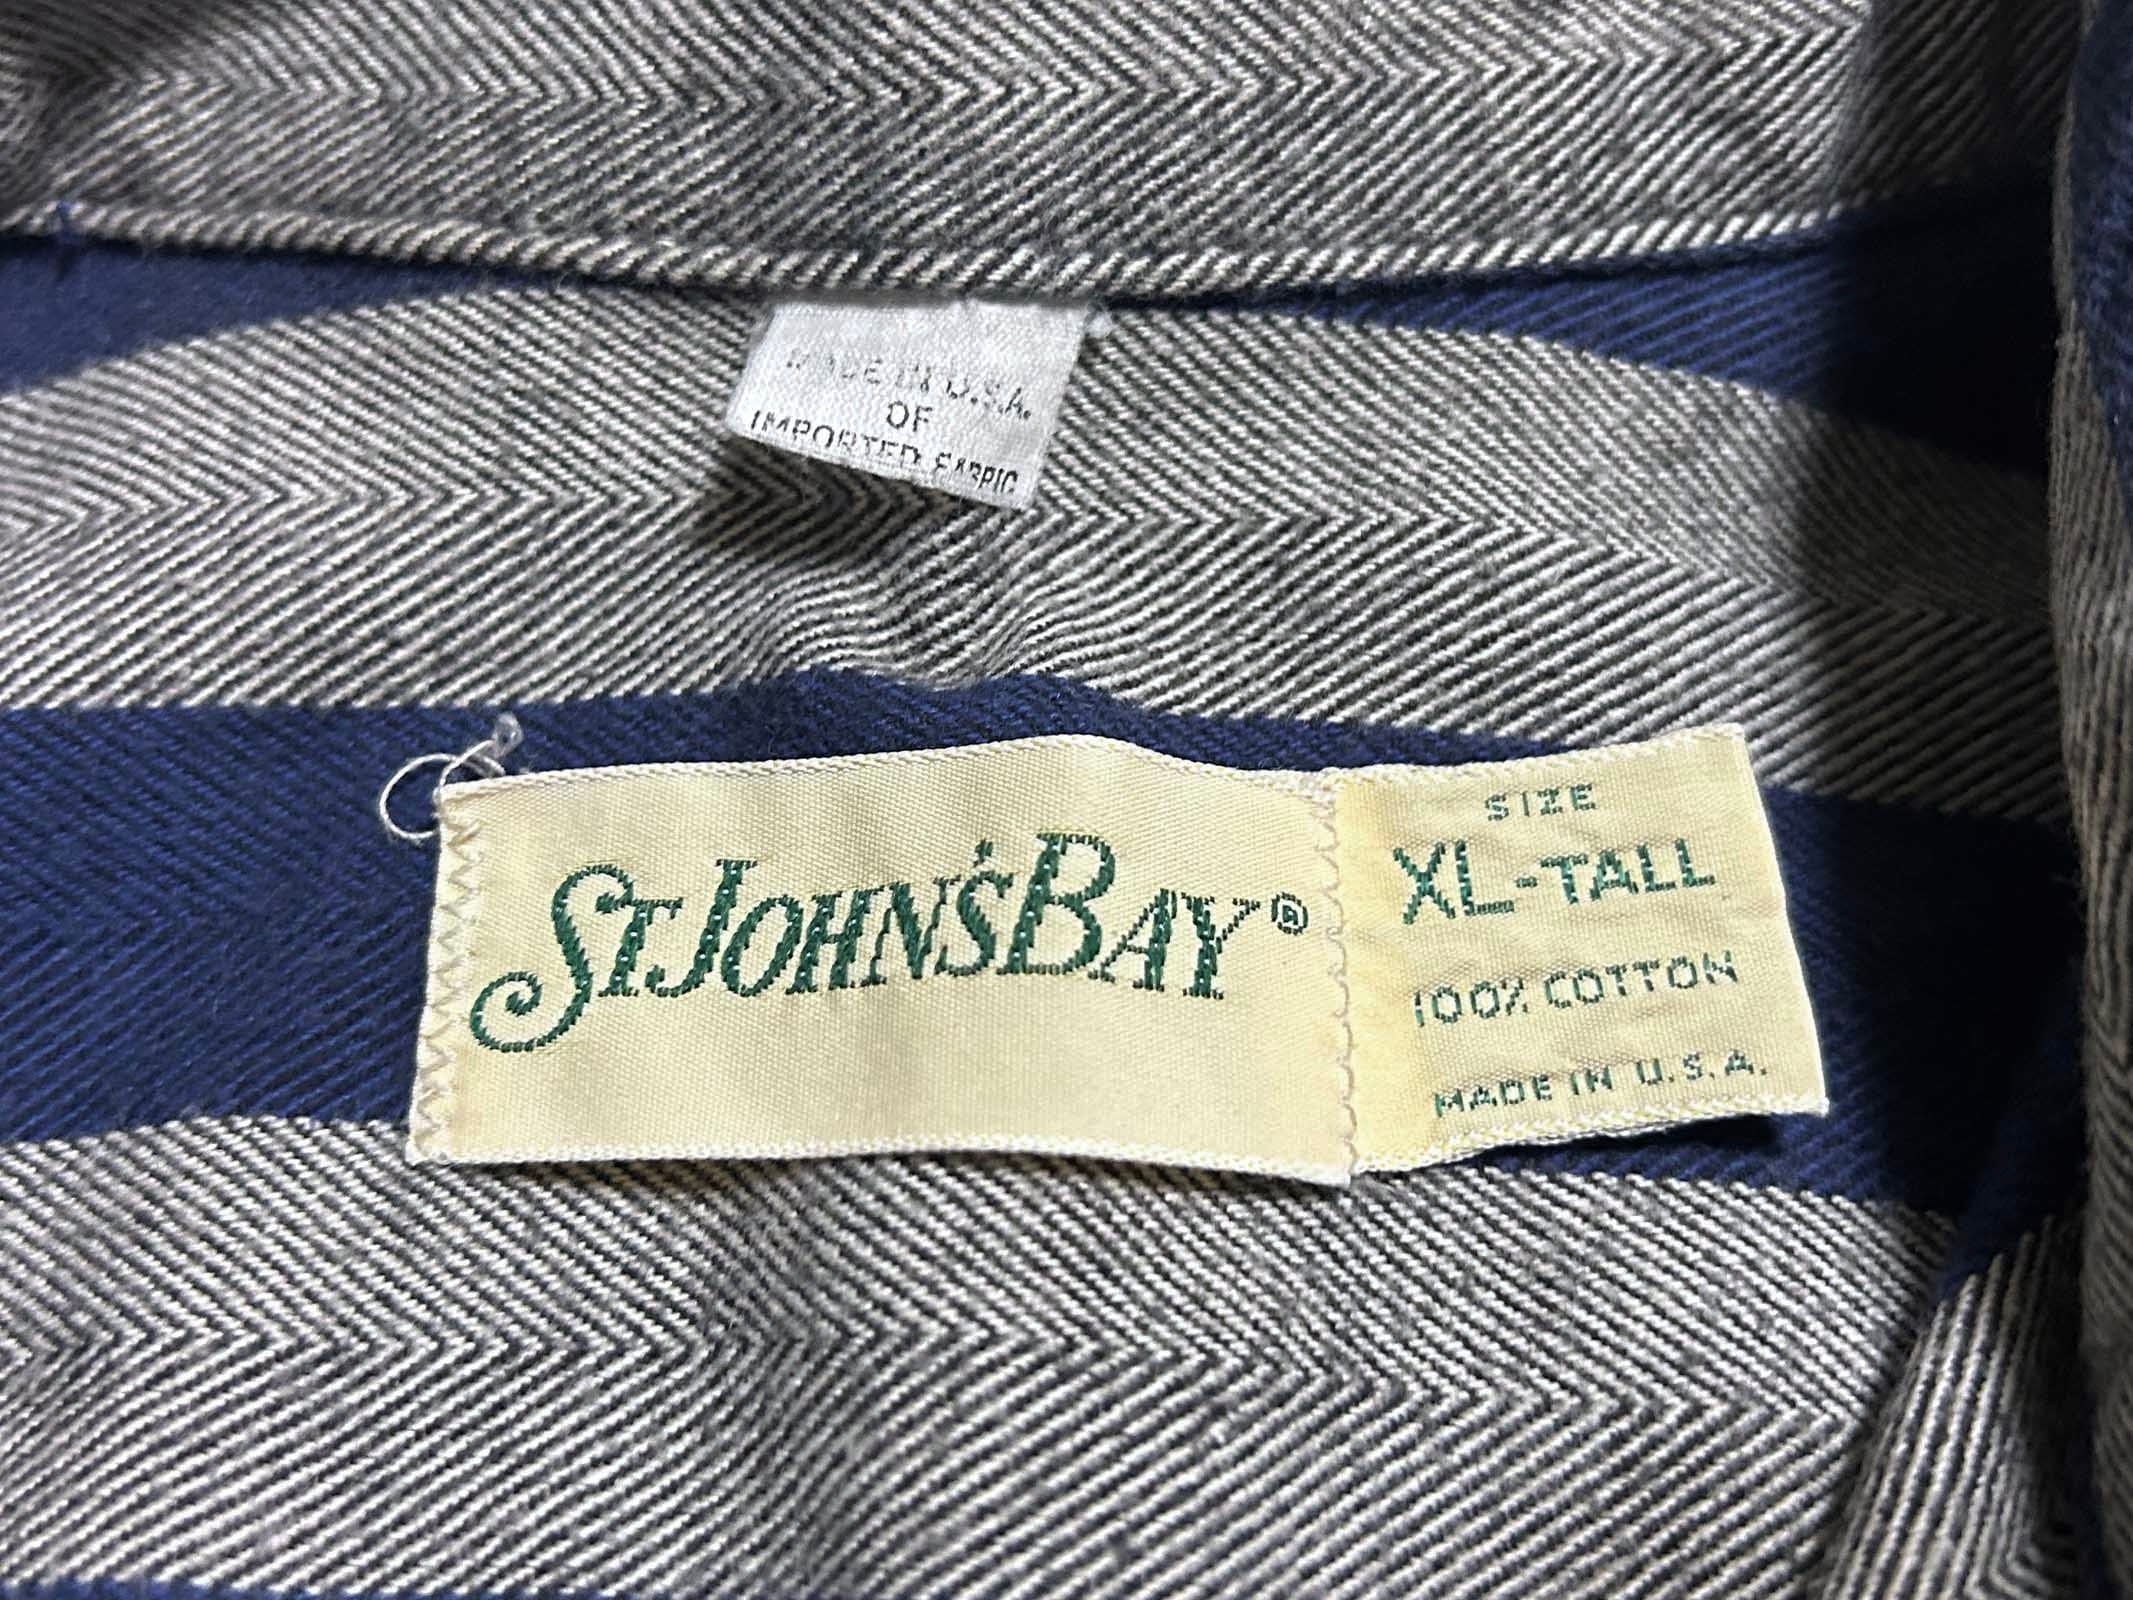 MADE IN U.S.A.
OF
IMPORTED FABRIC
ST. JOHN'S BAY®
SIZE
XL-TALL
100% COTTON
MADE IN U.S.A.